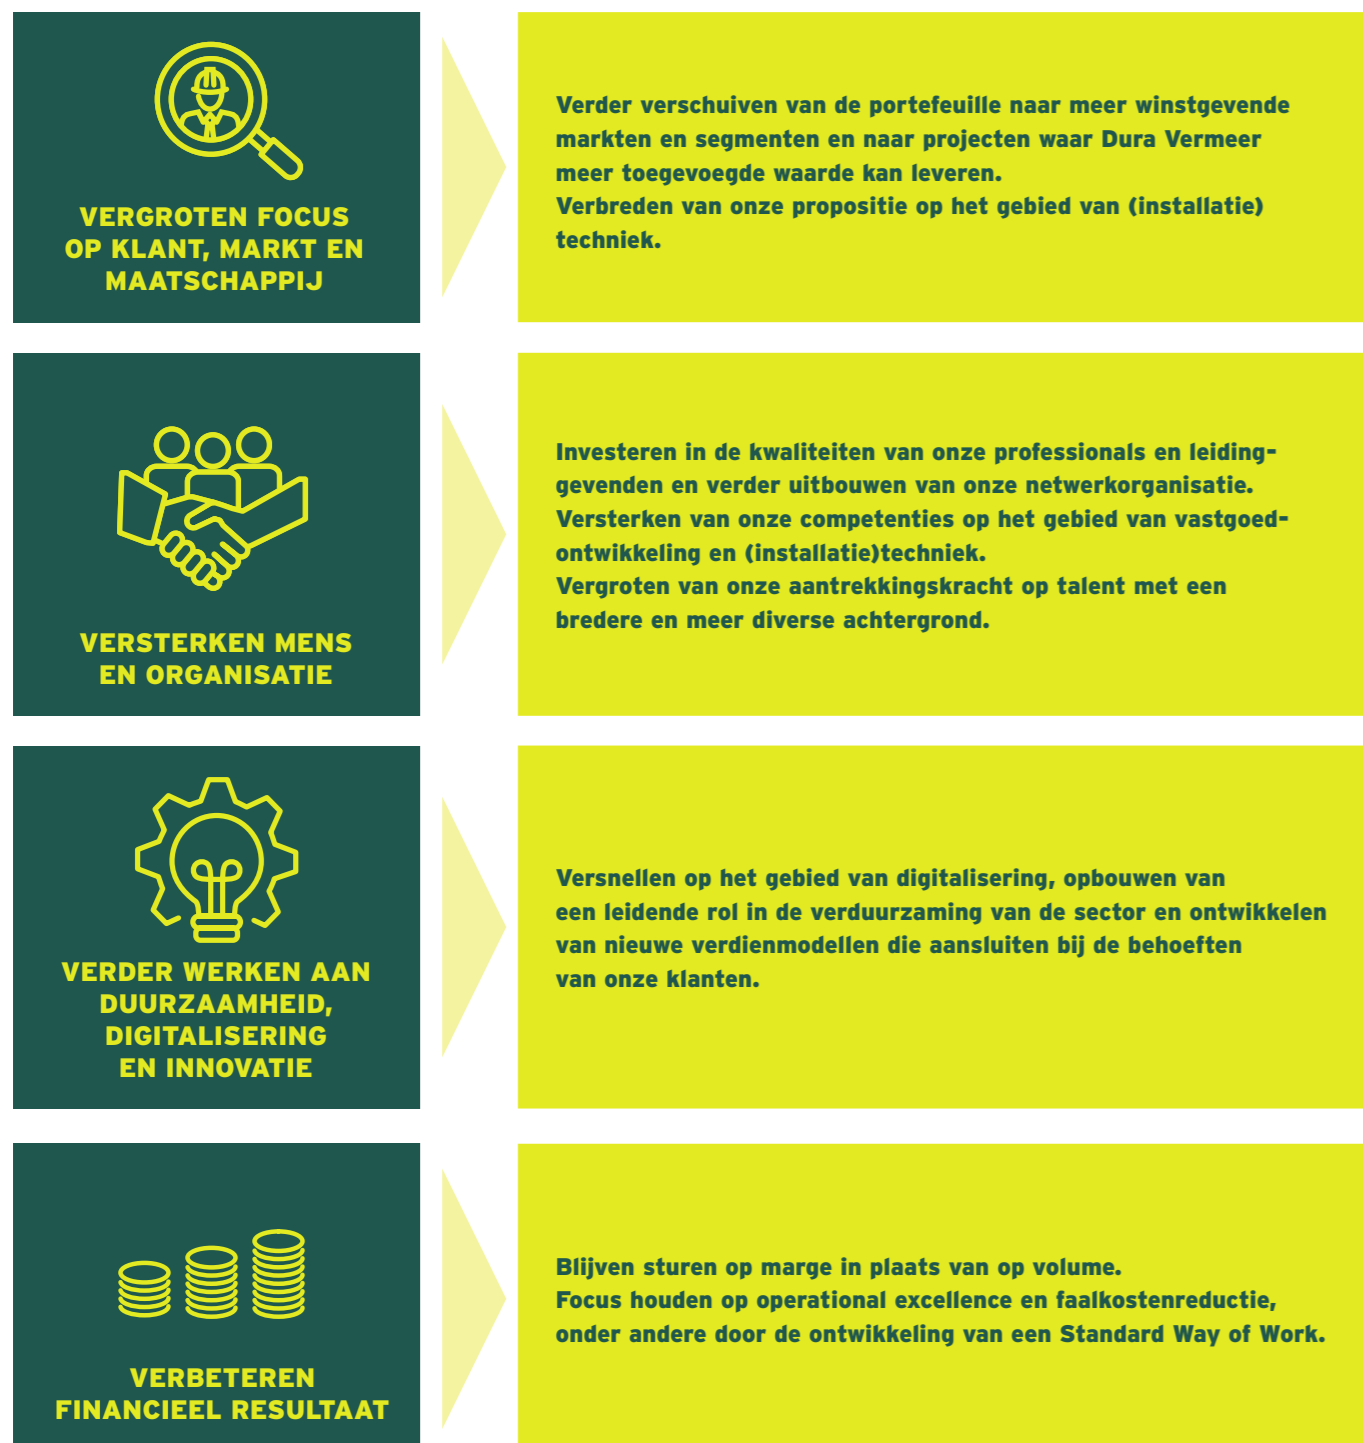 VERGROTEN FOCUS
OP KLANT, MARKT EN
MAATSCHAPPIJ
Verder verschuiven van de portefeuille naar meer winstgevende
markten en segmenten en naar projecten waar Dura Vermeer
meer toegevoegde waarde kan leveren.
Verbreden van onze propositie op het gebied van (installatie)
techniek.
VERSTERKEN MENS
EN ORGANISATIE
Investeren in de kwaliteiten van onze professionals en leiding-
gevenden en verder uitbouwen van onze netwerkorganisatie.
Versterken van onze competenties op het gebied van vastgoed-
ontwikkeling en (installatie)techniek.
Vergroten van onze aantrekkingskracht op talent met een
bredere en meer diverse achtergrond.
VERDER WERKEN AAN
DUURZAAMHEID,
DIGITALISERING
EN INNOVATIE
Versnellen op het gebied van digitalisering, opbouwen van
een leidende rol in de verduurzaming van de sector en ontwikkelen
van nieuwe verdienmodellen die aansluiten bij de behoeften
van onze klanten.
VERBETEREN
FINANCIEEL RESULTAAT
Blijven sturen op marge in plaats van op volume.
Focus houden op operational excellence en faalkostenreductie,
onder andere door de ontwikkeling van een Standard Way of Work.